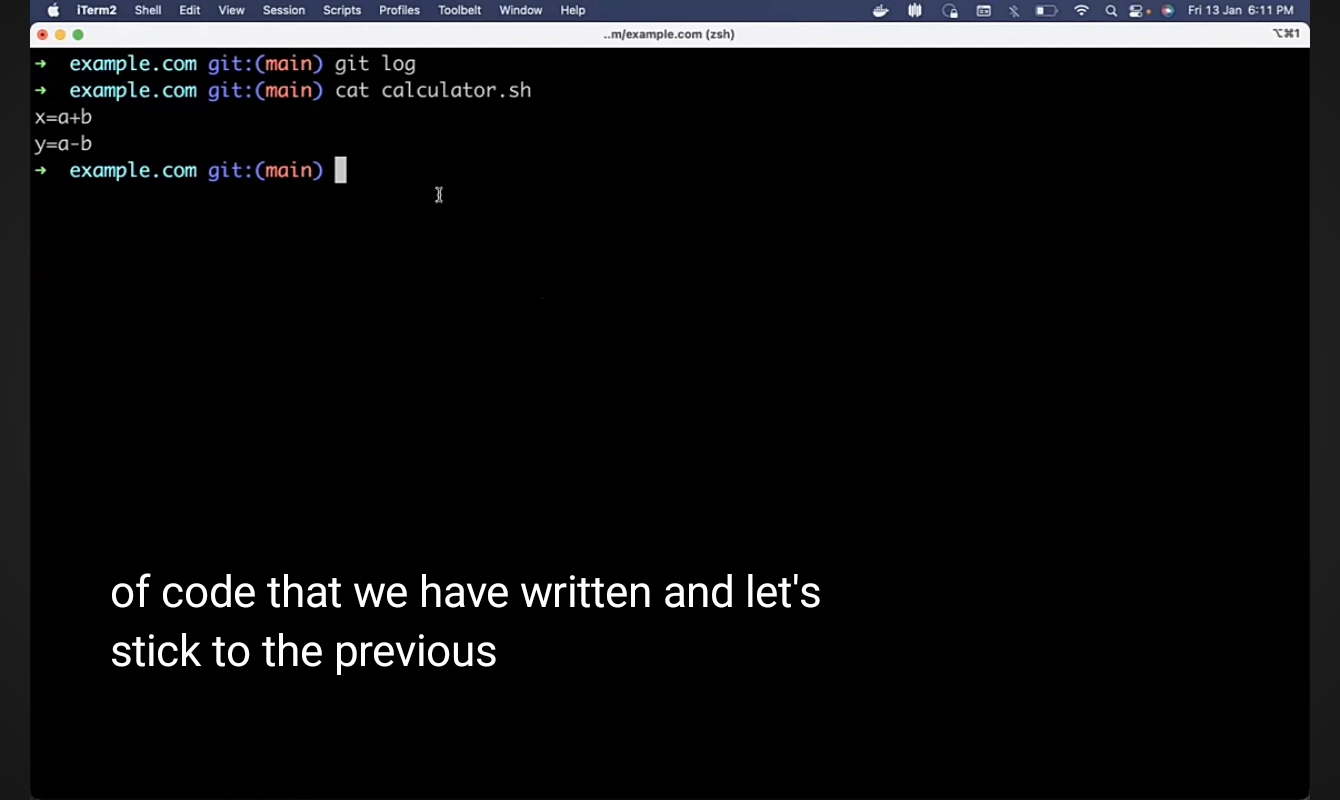 iTerm2 Shell Edit View Session Scripts Profiles Toolbelt Window Help Fri 13 Jan 6:11 PM
..m/example.com (zsh) ⌥⌘1
➜ example.com git:(main) git log
➜ example.com git:(main) cat calculator.sh
x=a+b
y=a-b
➜ example.com git:(main)
of code that we have written and let's
stick to the previous